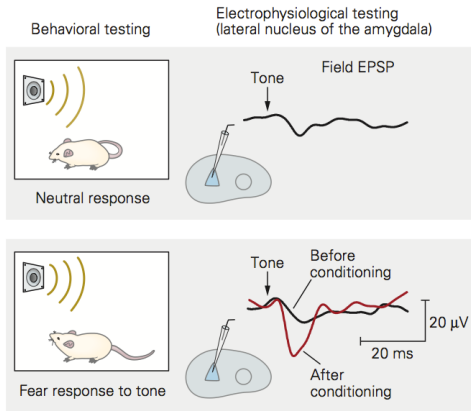 Behavioral testing
Electrophysiological testing
(lateral nucleus of the amygdala)
Tone
Field EPSP
Neutral response
Tone
Before
conditioning
20 μV
20 ms
After
conditioning
Fear response to tone